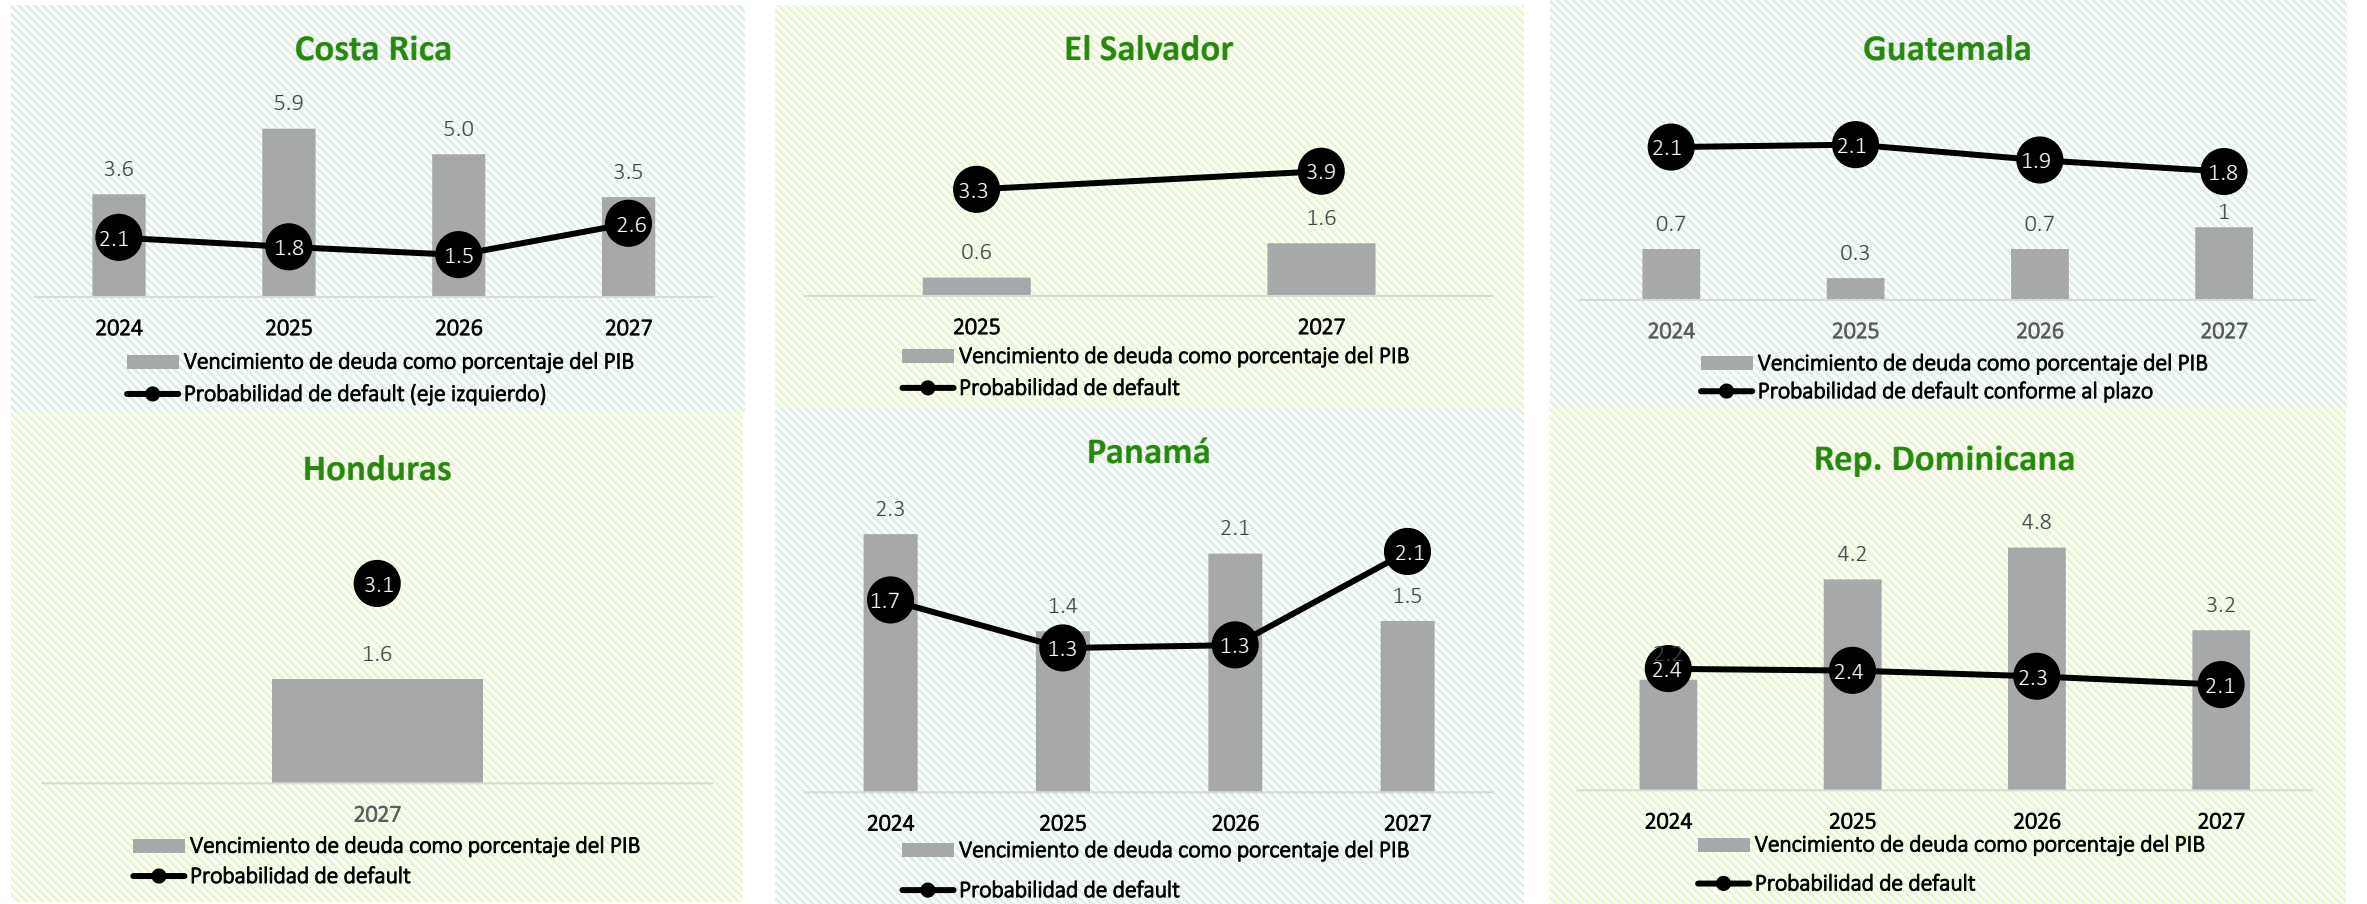 Costa Rica
5.9
5.0
3.6
3.5
2.1
1.8
1.5
2.6
2024 2025 2026 2027
Vencimiento de deuda como porcentaje del PIB
Probabilidad de default (eje izquierdo)
El Salvador
3.3
3.9
0.6
1.6
2025 2027
Vencimiento de deuda como porcentaje del PIB
Probabilidad de default
Guatemala
2.1
2.1
1.9
1.8
0.7
0.3
0.7
1
2024 2025 2026 2027
Vencimiento de deuda como porcentaje del PIB
Probabilidad de default conforme al plazo
Honduras
3.1
1.6
2027
Vencimiento de deuda como porcentaje del PIB
Probabilidad de default
Panamá
2.3
1.4
2.1
1.5
1.7
1.3
1.3
2.1
2024 2025 2026 2027
Vencimiento de deuda como porcentaje del PIB
Probabilidad de default
Rep. Dominicana
2.2
4.2
4.8
3.2
2.4
2.4
2.3
2.1
2024 2025 2026 2027
Vencimiento de deuda como porcentaje del PIB
Probabilidad de default